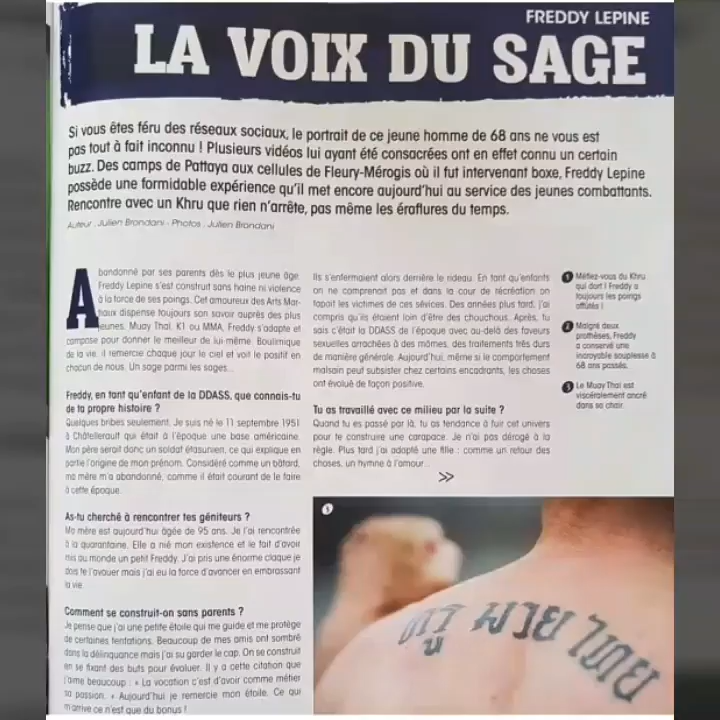 FREDDY LEPINE
LA VOIX DU SAGE
Si vous êtes féru des réseaux sociaux, le portrait de ce jeune homme de 68 ans ne vous est
pas tout à fait inconnu ! Plusieurs vidéos lui ayant été consacrées ont en effet connu un certain
buzz. Des camps de Pattaya aux cellules de Fleury-Mérogis où il fut intervenant boxe, Freddy Lepine
possède une formidable expérience qu'il met encore aujourd'hui au service des jeunes combattants.
Rencontre avec un Khru que rien n'arrête, pas même les éraflures du temps.
Auteur : Julien Brondani - Photos : Julien Brondani
Abandonné par ses parents dès le plus jeune âge
Freddy Lepine s'est construit sans haine ni violence
à la force de ses poings. Cet amoureux des Arts Mar-
tiaux dispense toujours son savoir auprès des plus
jeunes. Muay Thai, K1 ou MMA, Freddy s'adapte et
compose pour donner le meilleur de lui-même. Boulimique
de la vie, il remercie chaque jour le ciel et voit le positif en
chacun de nous. Un sage parmi les sages...
Freddy, en tant qu'enfant de la DDASS, que connais-tu
de ta propre histoire ?
Quelques bribes seulement. Je suis né le 11 septembre 1951
à Châtellerault qui était à l'époque une base américaine.
Mon père serait donc un soldat étasunien, ce qui explique en
partie l'origine de mon prénom. Considéré comme un bâtard,
ma mère m'a abandonné, comme il était courant de le faire
à cette époque.
As-tu cherché à rencontrer tes géniteurs ?
Ma mère est aujourd'hui âgée de 95 ans. Je l'ai rencontrée
à la quarantaine. Elle a nié mon existence et le fait d'avoir
mis au monde un petit Freddy. J'ai pris une énorme claque je
dois te l'avouer mais j'ai eu la force d'avancer en embrassant
la vie.
Comment se construit-on sans parents ?
Je pense que j'ai une petite étoile qui me guide et me protège
de certaines tentations. Beaucoup de mes amis ont sombré
dans la délinquance mais j'ai su garder le cap. On se construit
en se fixant des buts pour évoluer. Il y a cette citation que
j'aime beaucoup : « La vocation c'est d'avoir comme métier
sa passion. » Aujourd'hui je remercie mon étoile. Ce qui
m'arrive ce n'est que du bonus !
Ils s'enfermaient alors derrière le rideau. En tant qu'enfants
on ne comprenait pas et dans la cour de récréation on
tapait les victimes de ces sévices. Des années plus tard, j'ai
compris qu'ils étaient loin d'être des chouchous. Après, tu
sais c'était la DDASS de l'époque avec au-delà des faveurs
sexuelles arrachées à des mômes, des traitements très durs
de manière générale. Aujourd'hui, même si le comportement
malsain peut subsister chez certains encadrants, les choses
ont évolué de façon positive.
Tu as travaillé avec ce milieu par la suite ?
Quand tu es passé par là, tu as tendance à fuir cet univers
pour te construire une carapace. Je n'ai pas dérogé à la
règle. Plus tard j'ai adopté une fille : comme un retour des
choses, un hymne à l'amour...
>>
1 Méfiez-vous du Khru
qui dort ! Freddy a
toujours les poings
affûtés !
2 Malgré deux
prothèses, Freddy
a conservé une
incroyable souplesse à
68 ans passés.
3 Le Muay Thai est
viscéralement ancré
dans sa chair.
ครู มวยไทย